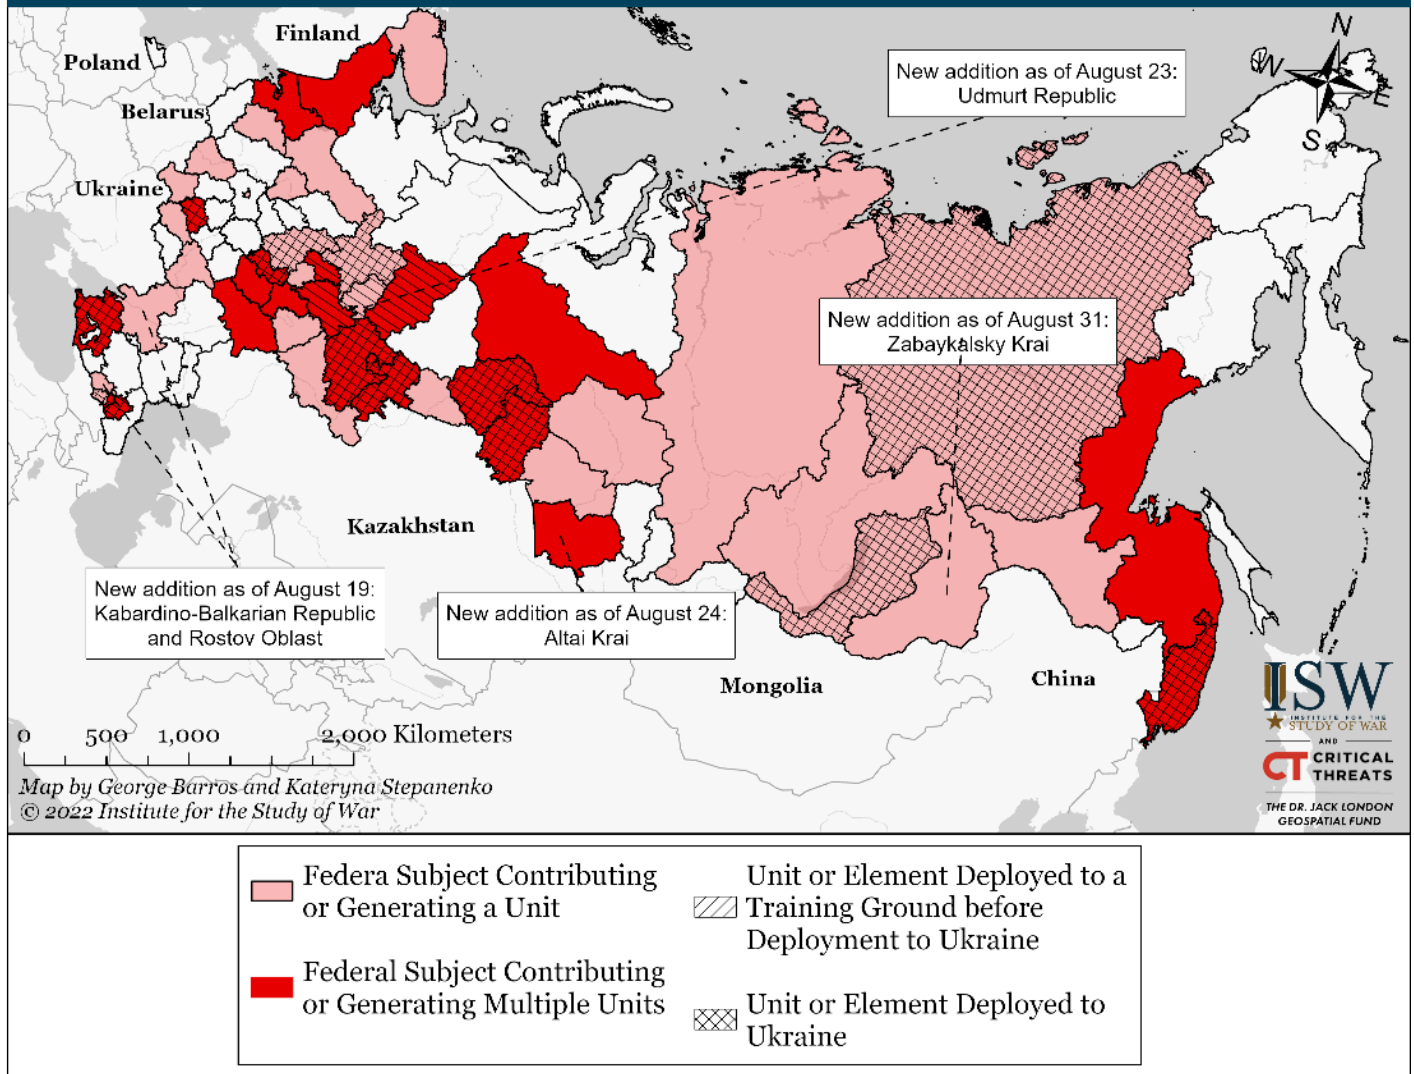 Finland
Poland
Belarus
Ukraine
New addition as of August 23:
Udmurt Republic
N
W
E
S
New addition as of August 31:
Zabaykalsky Krai
Kazakhstan
New addition as of August 19:
Kabardino-Balkarian Republic
and Rostov Oblast
New addition as of August 24:
Altai Krai
Mongolia
China
0 500 1,000 2,000 Kilometers
Map by George Barros and Kateryna Stepanenko
© 2022 Institute for the Study of War
ISW
INSTITUTE FOR THE
STUDY OF WAR
AND
CT CRITICAL
THREATS
THE DR. JACK LONDON
GEOSPATIAL FUND
Federa Subject Contributing
or Generating a Unit
Federal Subject Contributing
or Generating Multiple Units
Unit or Element Deployed to a
Training Ground before
Deployment to Ukraine
Unit or Element Deployed to
Ukraine